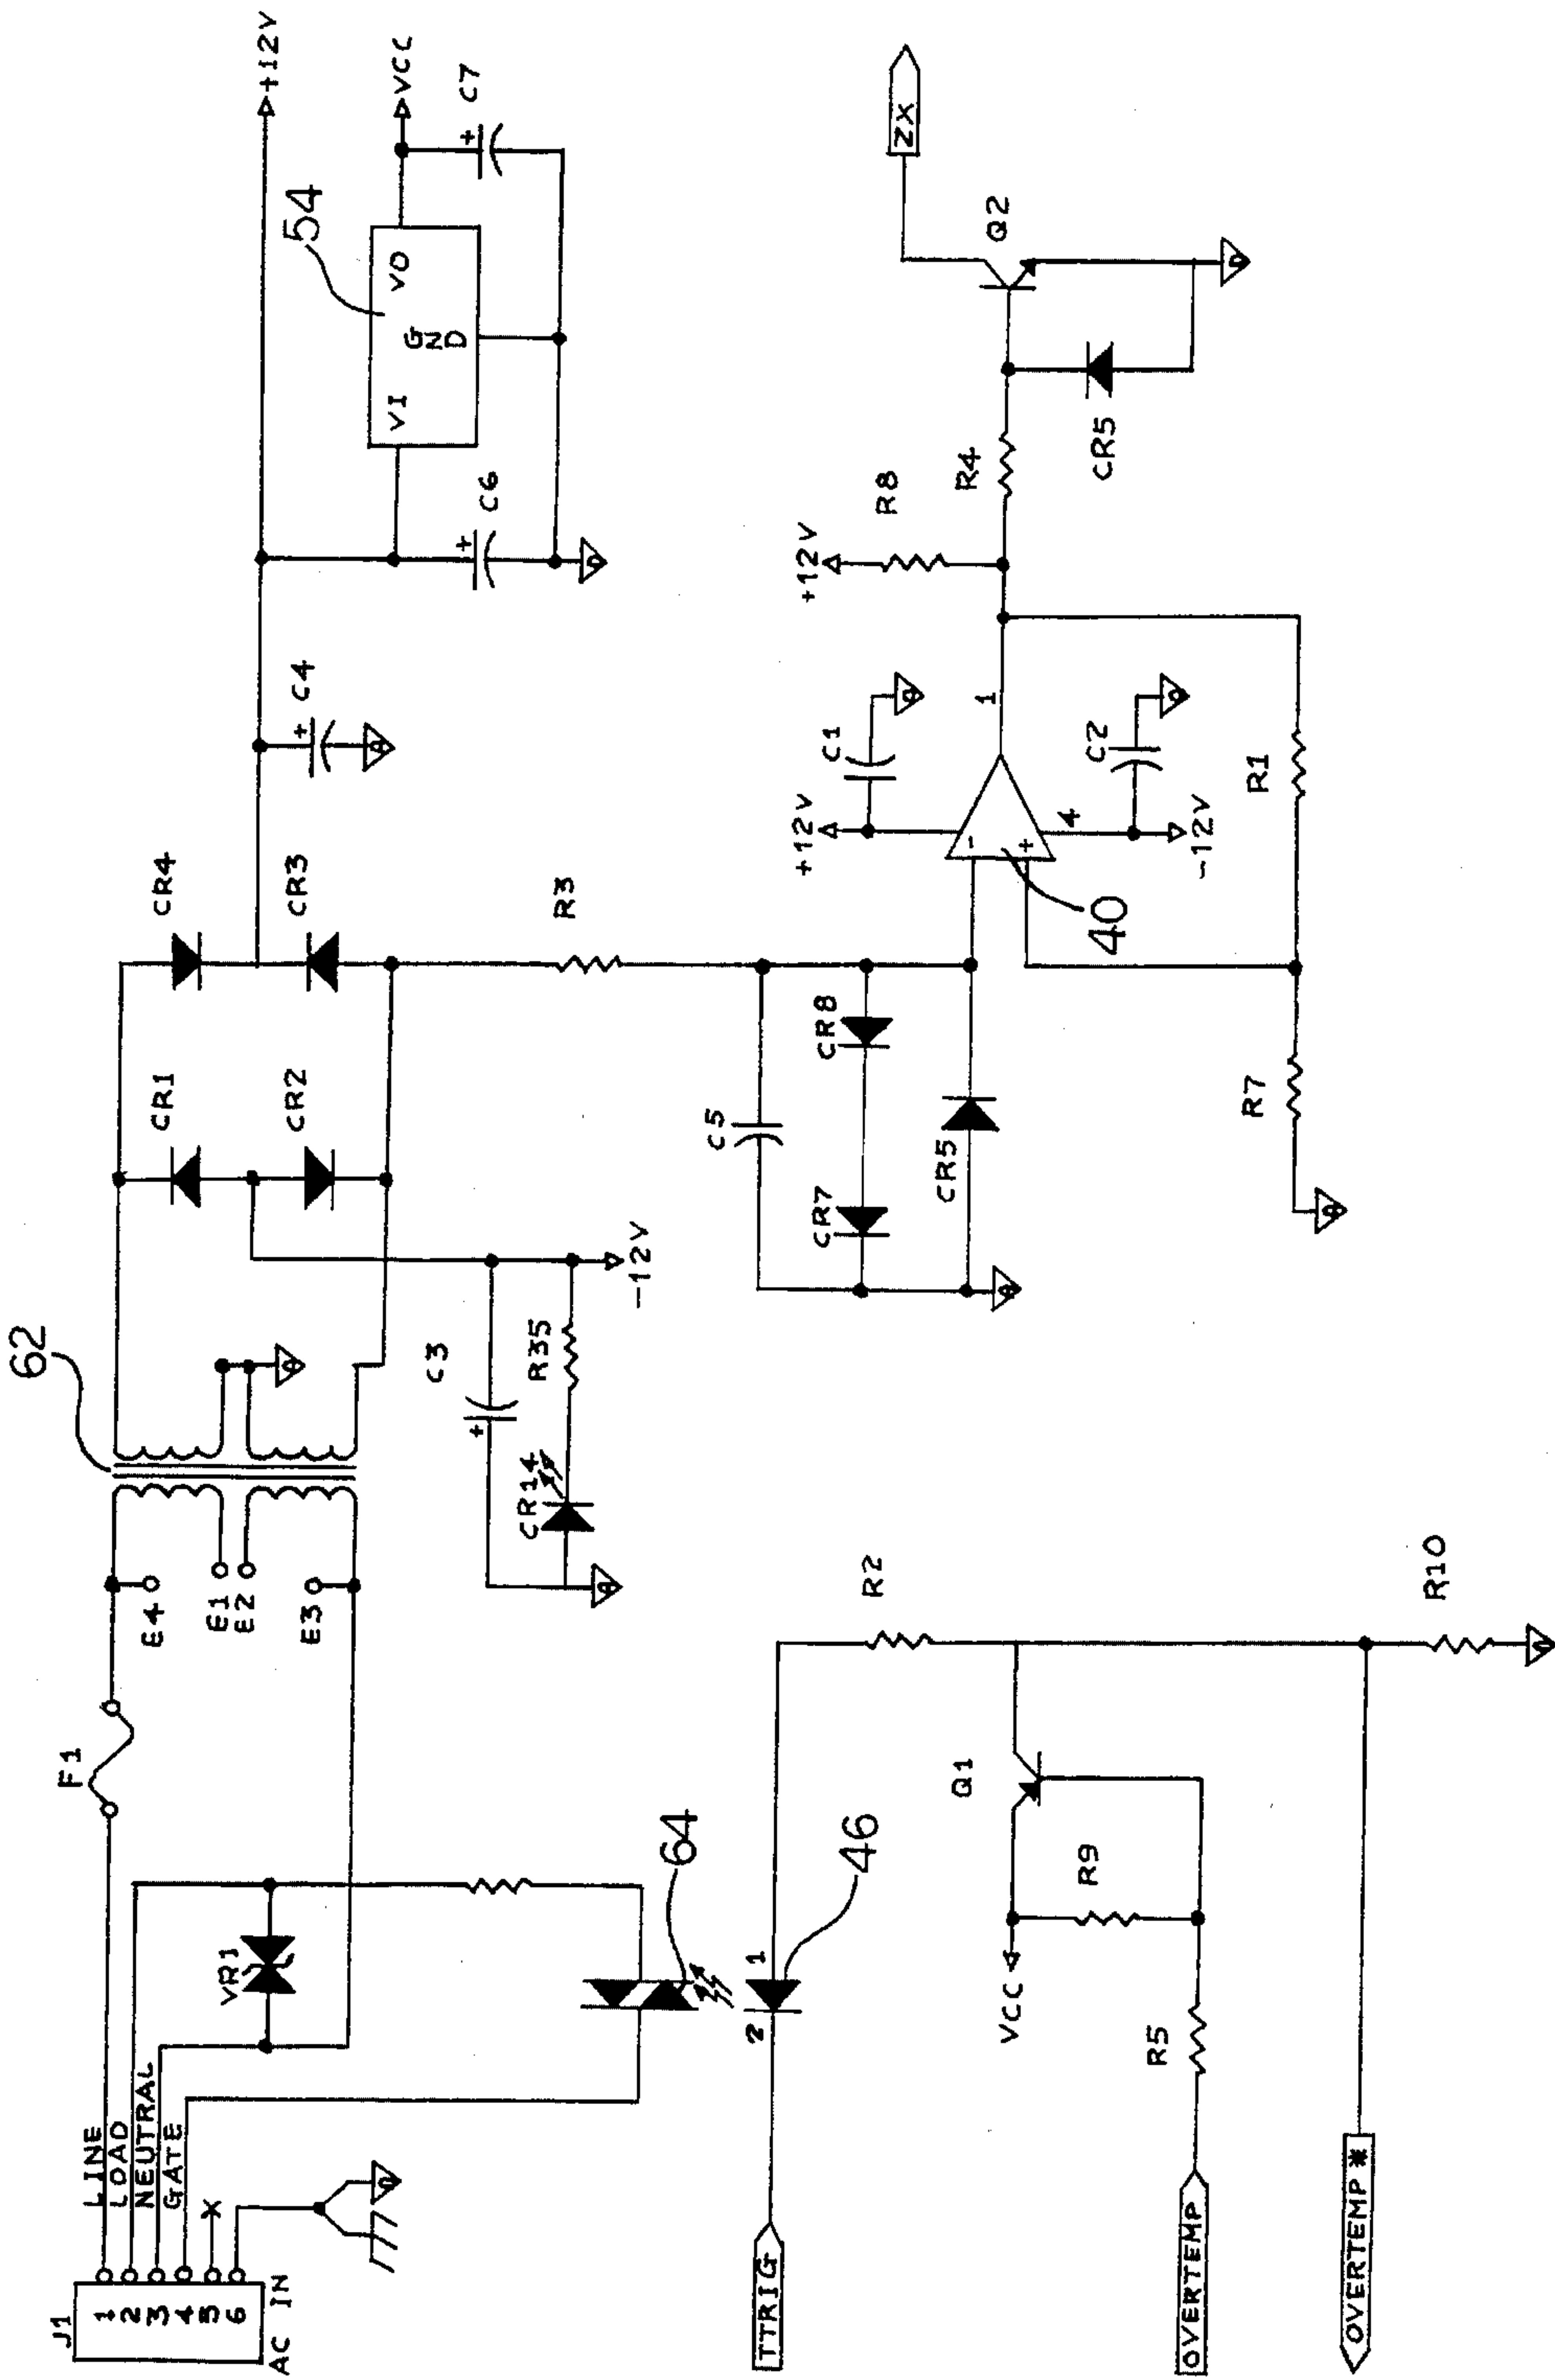 J1
1
2
3
4
5
6
AC IN
LINE
LOAD
NEUTRAL
GATE
X
F1
VR1
E4
E1
E2
E3
62
CR1
CR2
CR4
CR3
C4
+12V
C3
R35
CR14
-12V
C6
54
VI
VO
GND
VCC
C7
R3
64
TTRIG
2
1
46
R2
Q1
VCC
R9
R5
OVERTEMP
OVERTEMP*
R10
C5
CR7
CR8
CR5
+12V
C1
-
+
40
4
1
C2
-12V
R7
R1
+12V
R8
R4
CR5
Q2
ZX